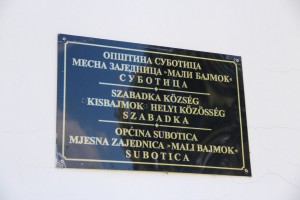 ОПШТИНА СУБОТИЦА
МЕСНА ЗАЈЕДНИЦА »МАЛИ БАЈМОК«
СУБОТИЦА
SZABADKA KÖZSÉG
KISBAJMOK HELYI KÖZÖSSÉG
SZABADKA
OPĆINA SUBOTICA
MJESNA ZAJEDNICA »MALI BAJMOK«
SUBOTICA